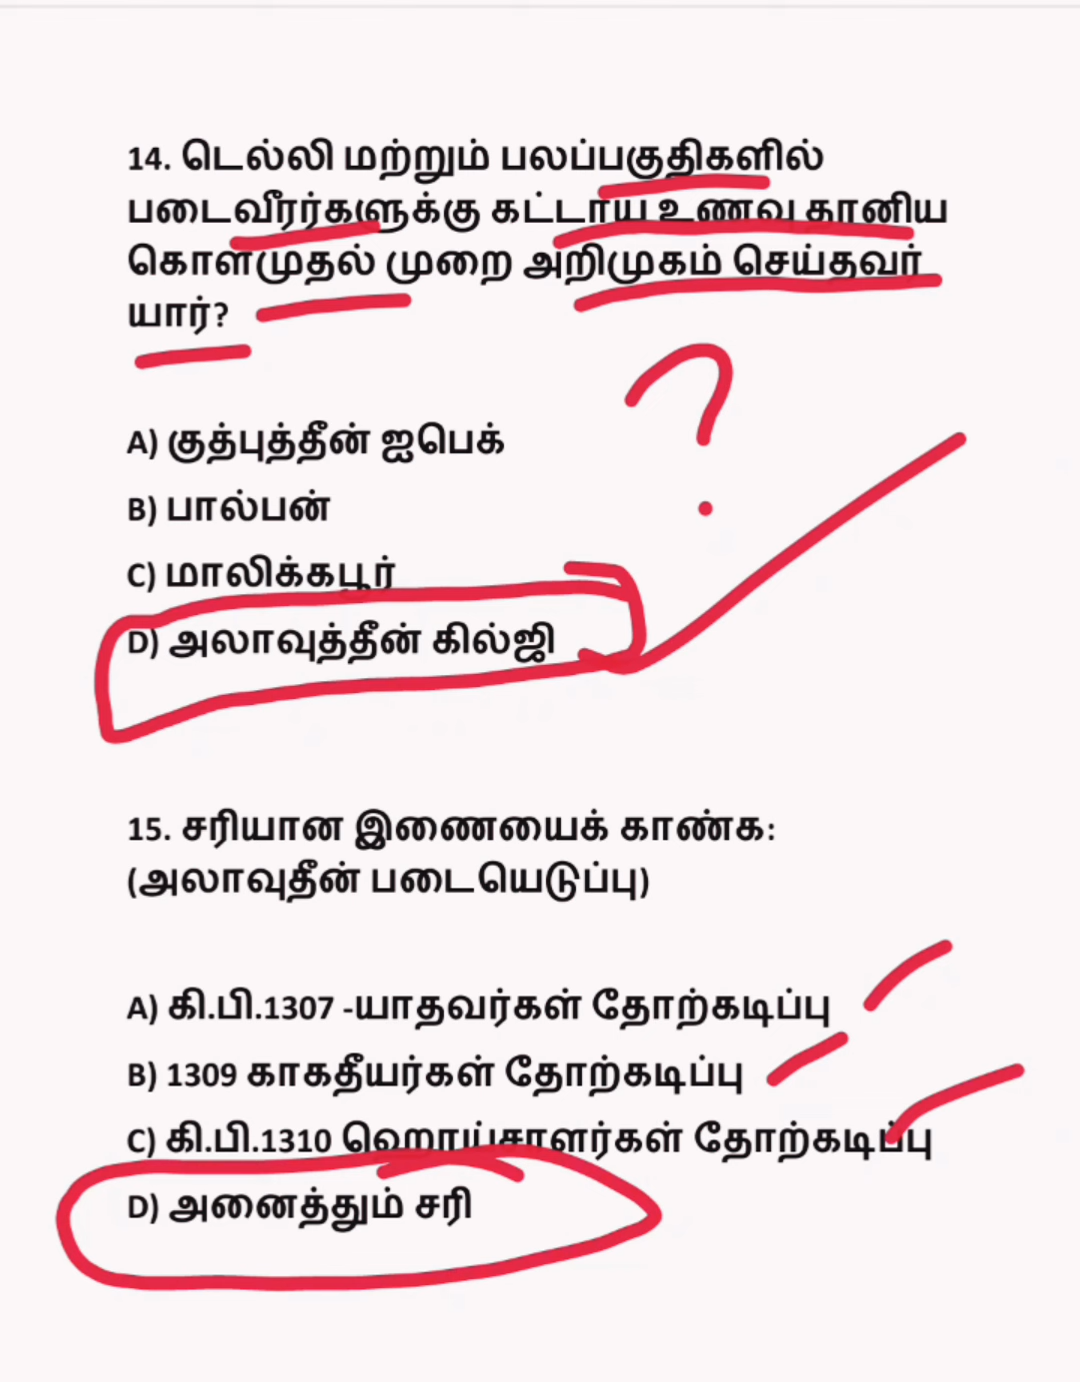 14. டெல்லி மற்றும் பலப்பகுதிகளில்
படைவீரர்களுக்கு கட்டாய உணவு தானிய
கொள்முதல் முறை அறிமுகம் செய்தவர்
யார்?
?
A) குத்புத்தீன் ஐபெக்
B) பால்பன்
C) மாலிக்கபூர்
D) அலாவுத்தீன் கில்ஜி
15. சரியான இணையைக் காண்க:
(அலாவுதீன் படையெடுப்பு)
A) கி.பி.1307 -யாதவர்கள் தோற்கடிப்பு
B) 1309 காகதீயர்கள் தோற்கடிப்பு
C) கி.பி.1310 ஹொய்சாளர்கள் தோற்கடிப்பு
D) அனைத்தும் சரி